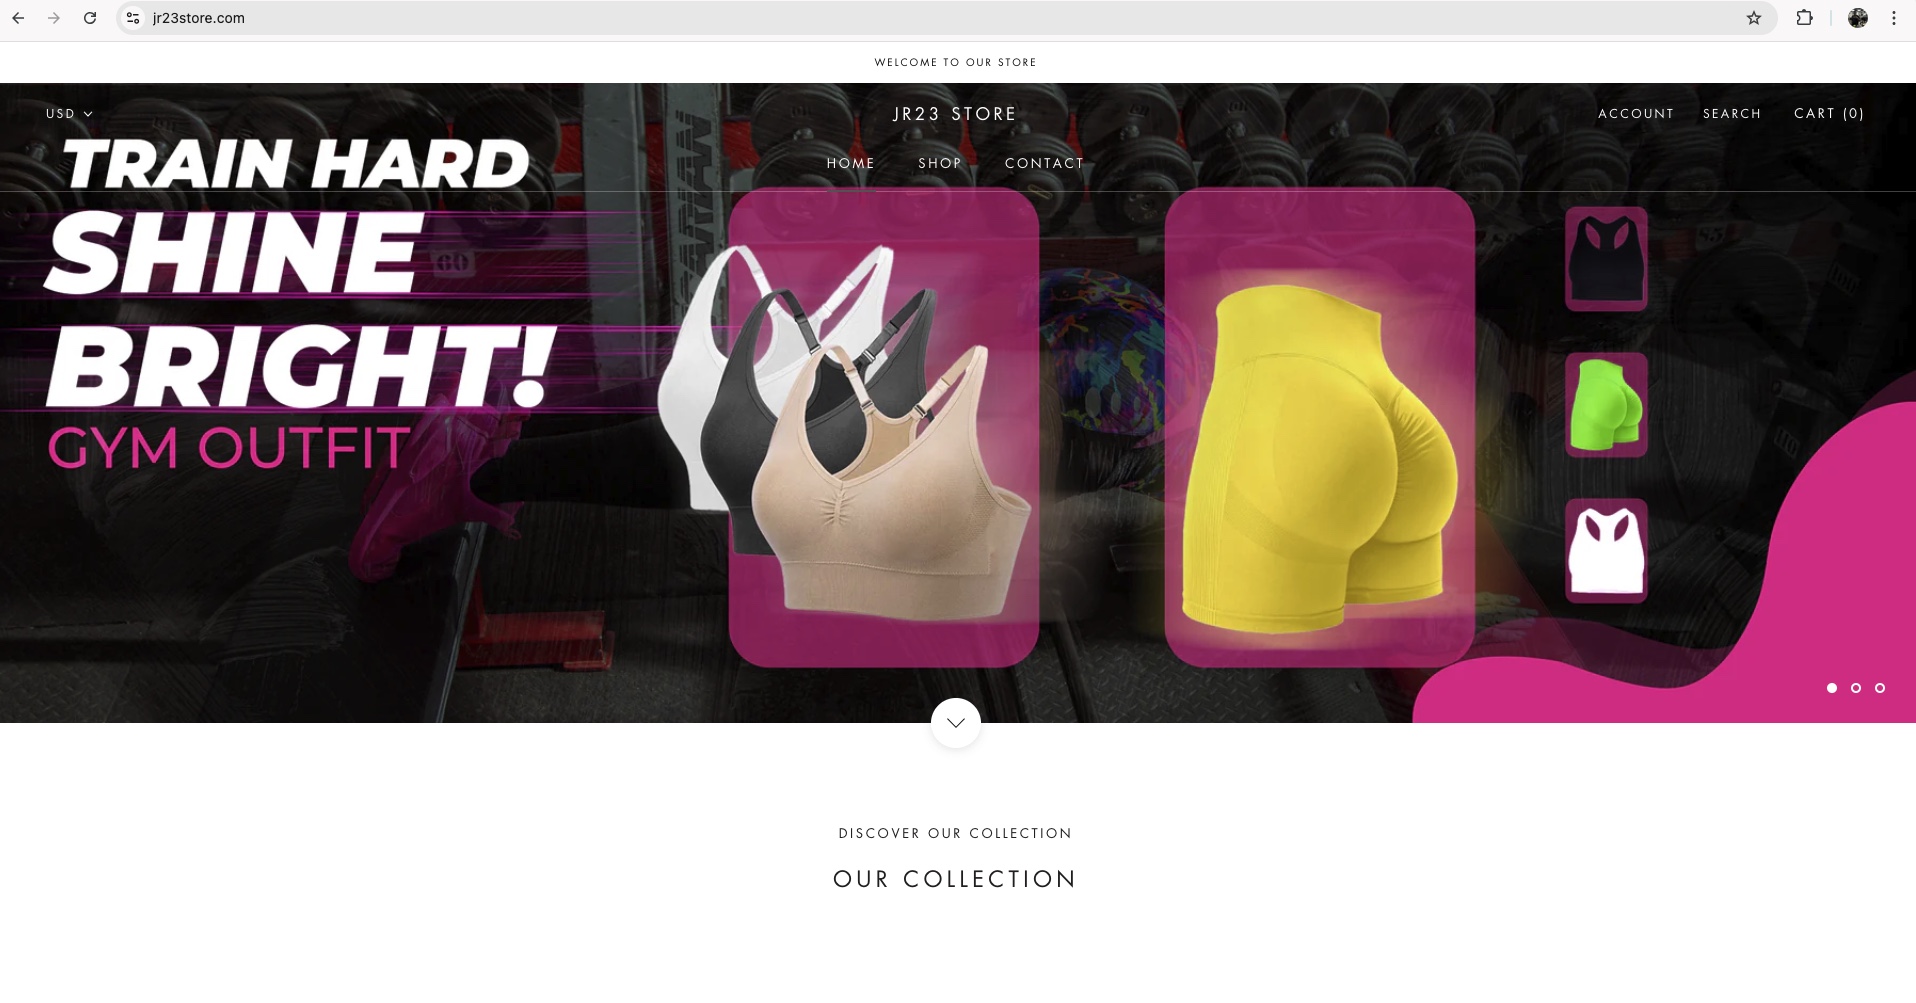 jr23store.com
WELCOME TO OUR STORE
USD
JR23 STORE
ACCOUNT SEARCH CART (0)
HOME SHOP CONTACT
TRAIN HARD
SHINE
BRIGHT!
GYM OUTFIT
60
DISCOVER OUR COLLECTION
OUR COLLECTION